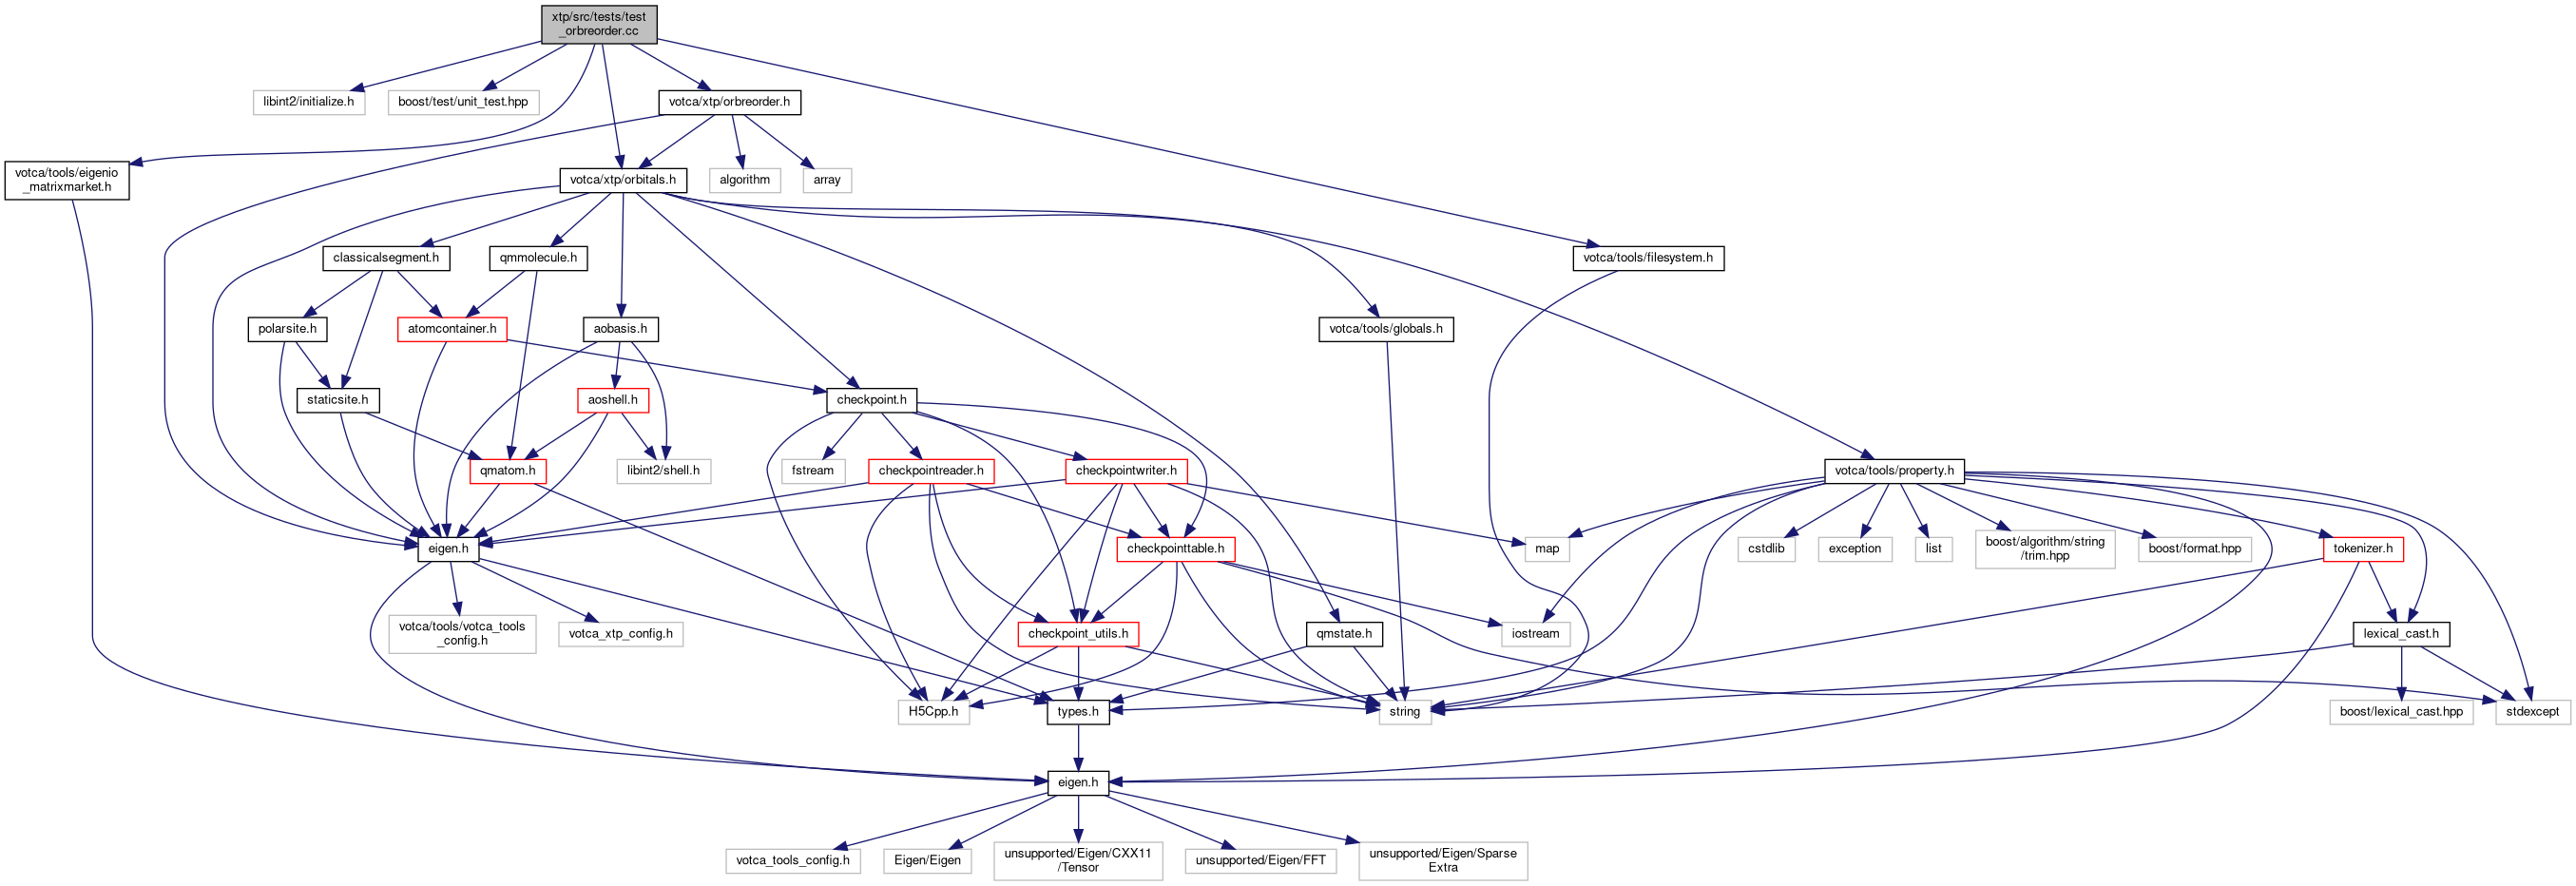 xtp/src/tests/test
_orbreorder.cc
libint2/initialize.h
boost/test/unit_test.hpp
votca/xtp/orbreorder.h
votca/tools/eigenio
_matrixmarket.h
votca/xtp/orbitals.h
algorithm
array
classicalsegment.h
qmmolecule.h
votca/tools/filesystem.h
polarsite.h
atomcontainer.h
aobasis.h
votca/tools/globals.h
staticsite.h
aoshell.h
checkpoint.h
qmatom.h
libint2/shell.h
fstream
checkpointreader.h
checkpointwriter.h
votca/tools/property.h
eigen.h
checkpointtable.h
map
cstdlib
exception
list
boost/algorithm/string
/trim.hpp
boost/format.hpp
tokenizer.h
votca/tools/votca_tools
_config.h
votca_xtp_config.h
checkpoint_utils.h
qmstate.h
iostream
lexical_cast.h
H5Cpp.h
types.h
string
boost/lexical_cast.hpp
stdexcept
eigen.h
votca_tools_config.h
Eigen/Eigen
unsupported/Eigen/CXX11
/Tensor
unsupported/Eigen/FFT
unsupported/Eigen/Sparse
Extra